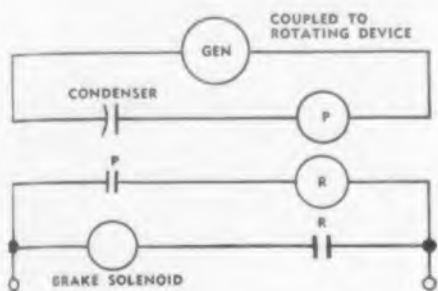 COUPLED TO
ROTATING DEVICE
GEN
CONDENSER
P
P
R
R
BRAKE SOLENOID